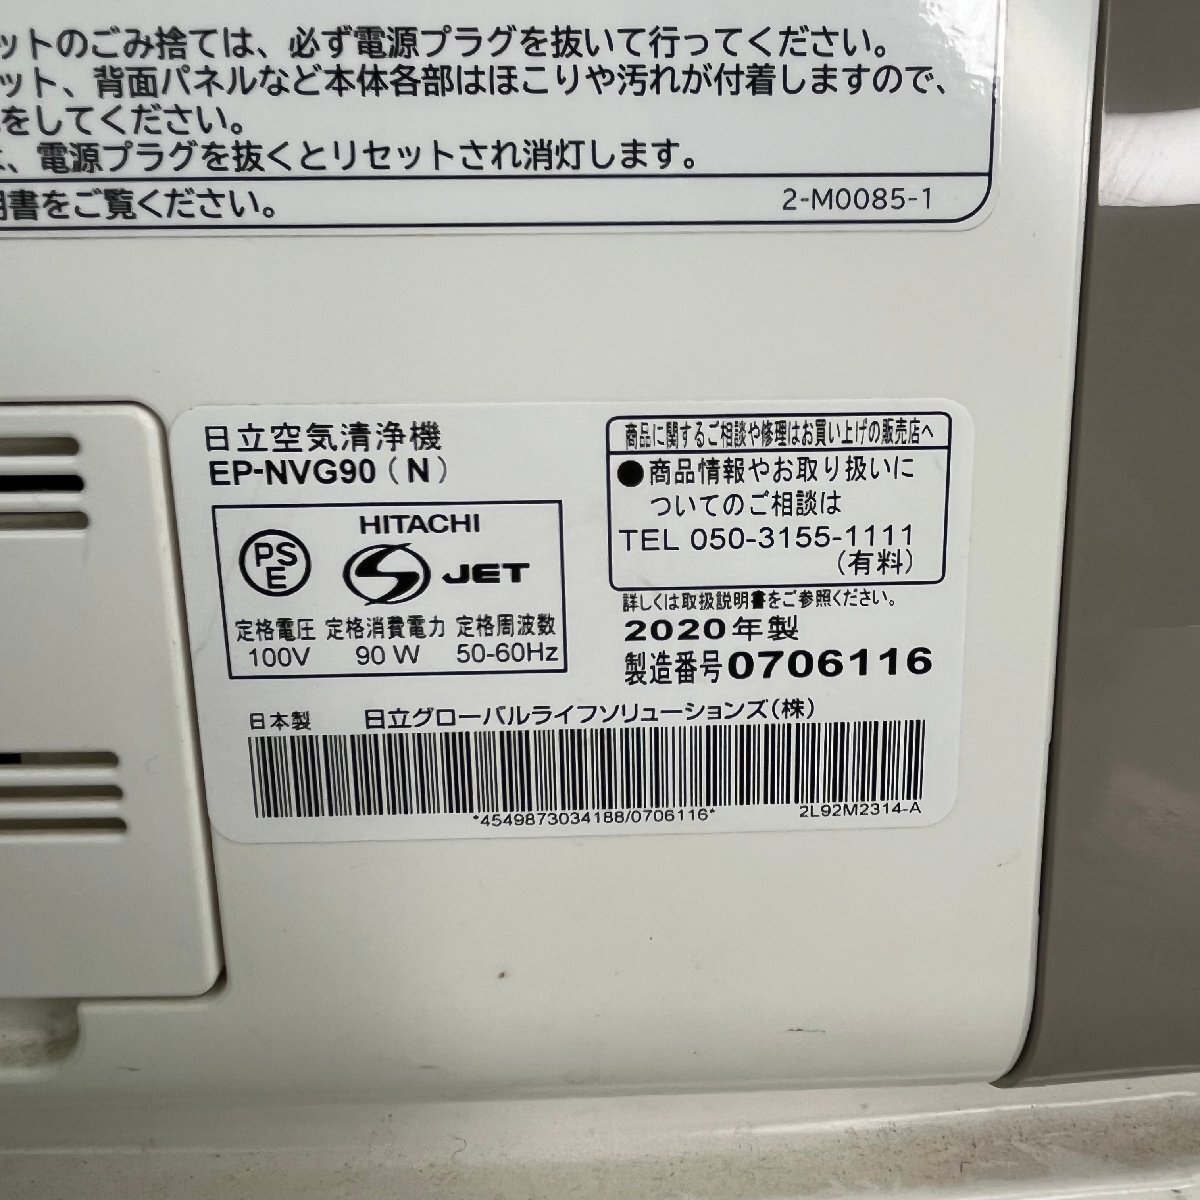 ットのごみ捨ては、必ず電源プラグを抜いて行ってください。
ット、背面パネルなど本体各部はほこりや汚れが付着しますので、
をしてください。
、電源プラグを抜くとリセットされ消灯します。
明書をご覧ください。
2-M0085-1
日立空気清浄機
EP-NVG90(N)
PS
E
HITACHI
JET
定格電圧 定格消費電力 定格周波数
100V 90W 50-60Hz
商品に関するご相談や修理はお買い上げの販売店へ
●商品情報やお取り扱いに
ついてのご相談は
TEL 050-3155-1111
(有料)
詳しくは取扱説明書をご参照ください。
2020年製
製造番号0706116
日本製 日立グローバルライフソリューションズ(株)
*4549873034188/0706116*
2L92M2314-A